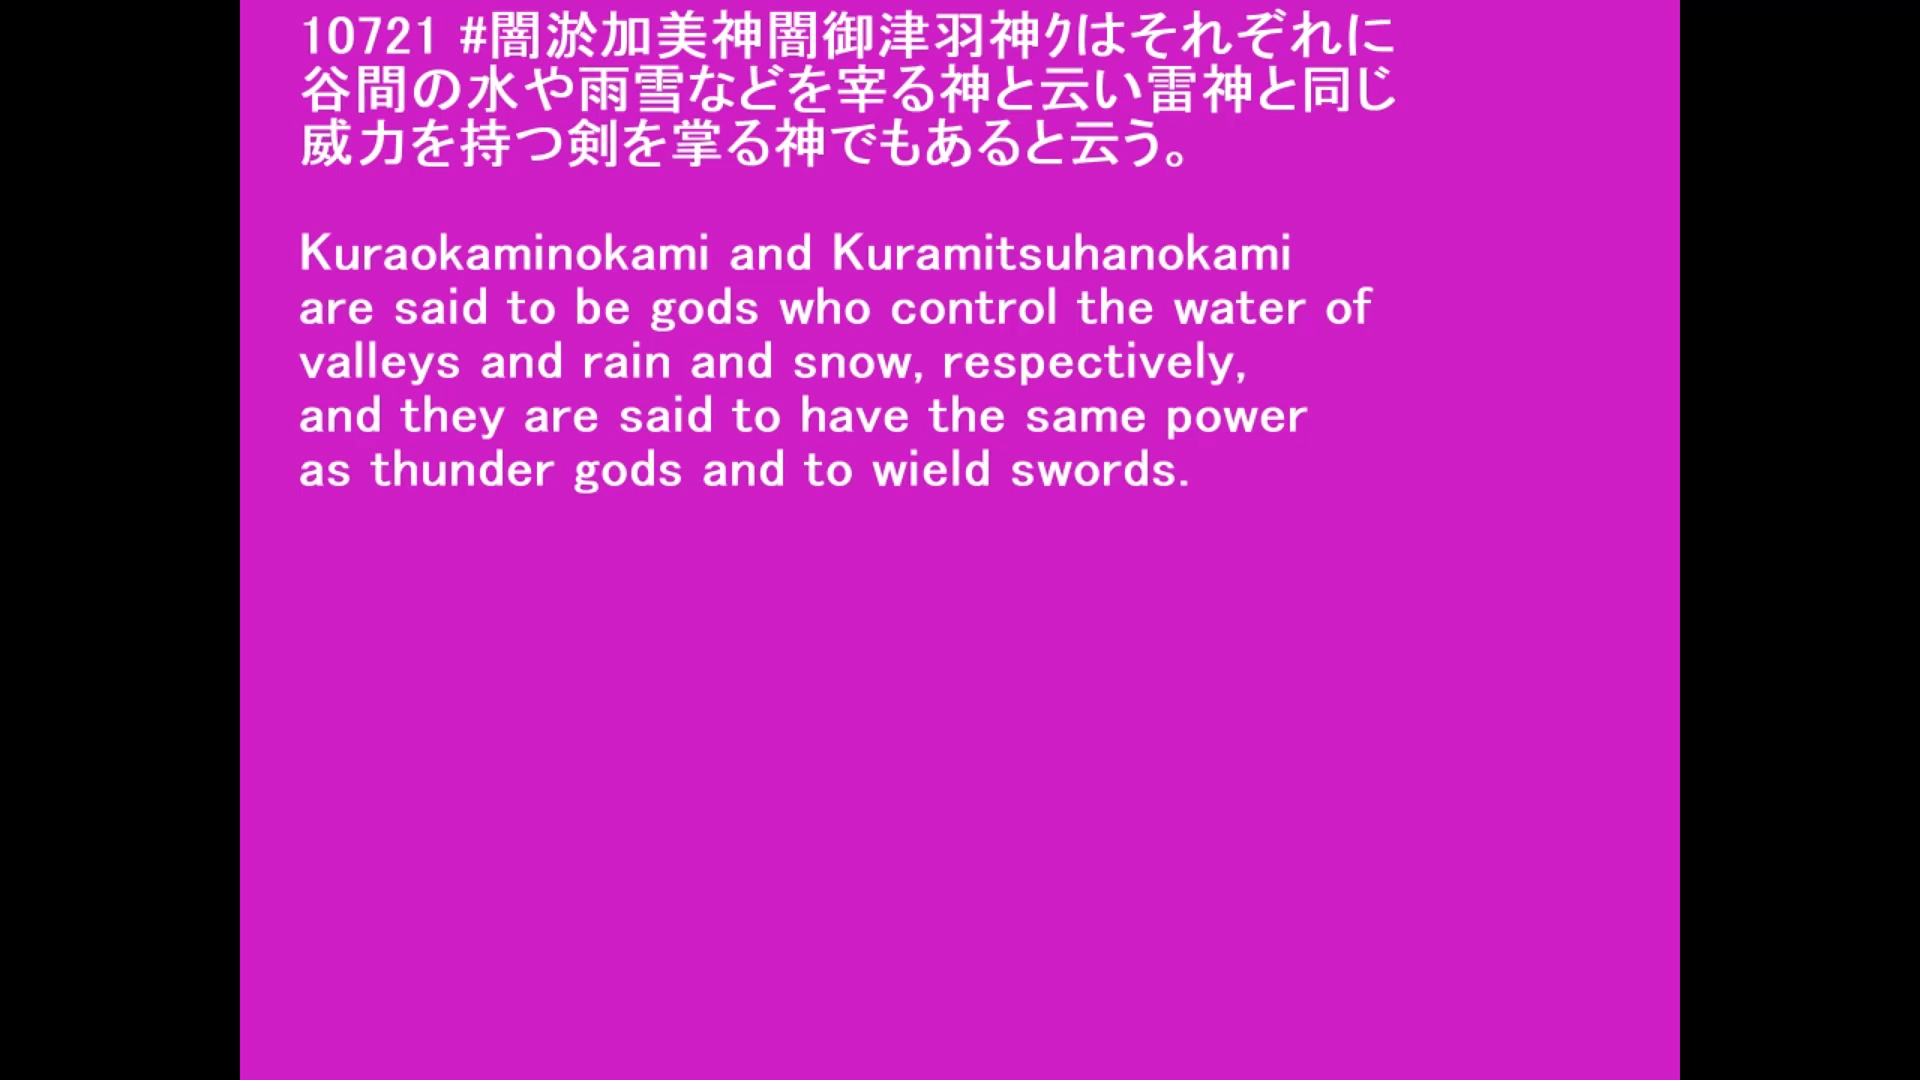 10721 #闇淤加美神闇御津羽神ｸはそれぞれに
谷間の水や雨雪などを宰る神と云い雷神と同じ
威力を持つ剣を掌る神でもあると云う。
Kuraokaminokami and Kuramitsuhanokami
are said to be gods who control the water of
valleys and rain and snow, respectively,
and they are said to have the same power
as thunder gods and to wield swords.